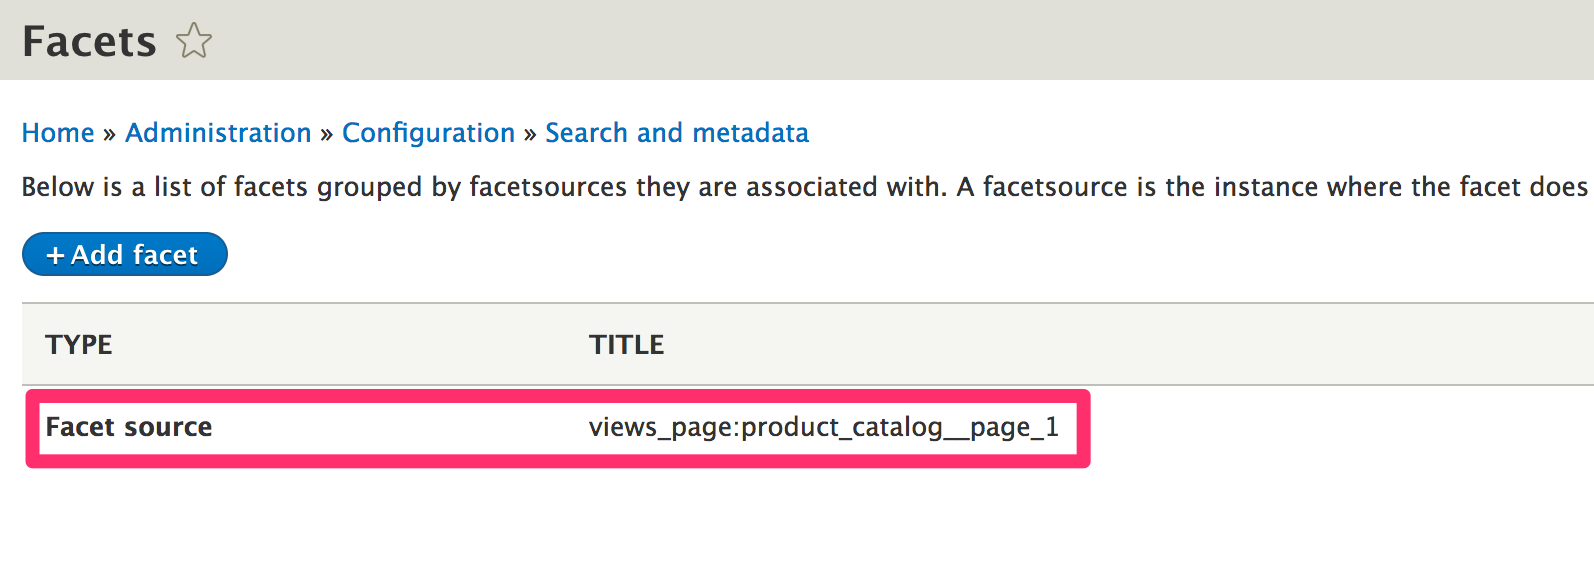 Facets
Home » Administration » Configuration » Search and metadata
Below is a list of facets grouped by facetsources they are associated with. A facetsource is the instance where the facet does
+ Add facet
TYPE TITLE
Facet source views_page:product_catalog__page_1